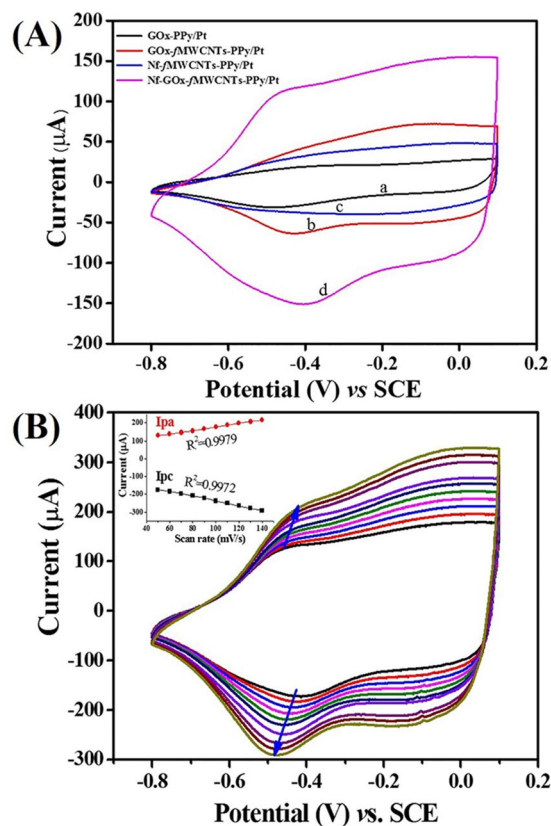 (A)
GOx-PPy/Pt
GOx-fMWCNTs-PPy/Pt
Nf-fMWCNTs-PPy/Pt
Nf-GOx-fMWCNTs-PPy/Pt
200
150
100
50
0
-50
-100
-150
-200
Current (µA)
a
c
b
d
-0.8 -0.6 -0.4 -0.2 0.0 0.2
Potential (V) vs SCE
(B)
400
300
200
100
0
-100
-200
-300
Current (µA)
Ipa
R²=0.9979
Ipc
R²=0.9972
200
100
0
-100
-200
-300
Current (µA)
40 60 80 100 120 140
Scan rate (mV/s)
-0.8 -0.6 -0.4 -0.2 0.0 0.2
Potential (V) vs. SCE